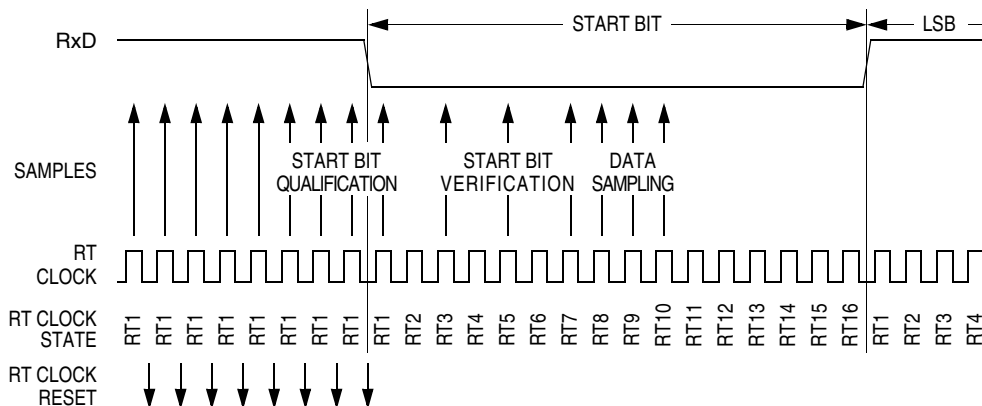 START BIT
LSB
RxD
SAMPLES
START BIT
QUALIFICATION
START BIT
VERIFICATION
DATA
SAMPLING
RT
CLOCK
RT CLOCK
STATE
RT1 RT1 RT1 RT1 RT1 RT1 RT1 RT1 RT1 RT2 RT3 RT4 RT5 RT6 RT7 RT8 RT9 RT10 RT11 RT12 RT13 RT14 RT15 RT16 RT1 RT2 RT3 RT4
RT CLOCK
RESET